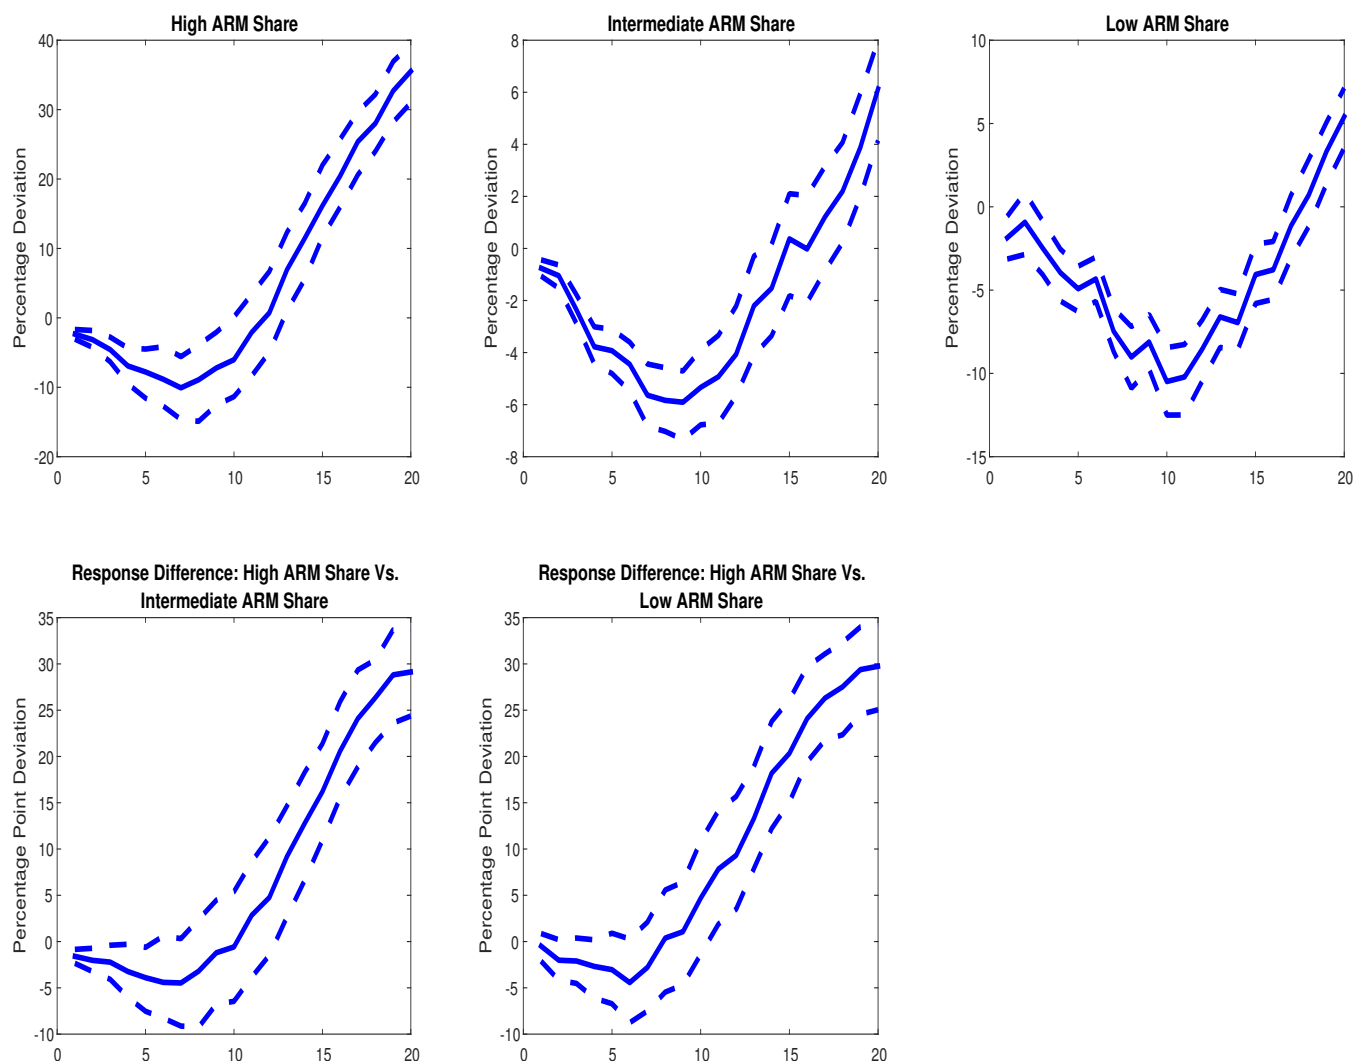 High ARM Share
Percentage Deviation
40
30
20
10
0
-10
-20
0 5 10 15 20
Intermediate ARM Share
Percentage Deviation
8
6
4
2
0
-2
-4
-6
-8
0 5 10 15 20
Low ARM Share
Percentage Deviation
10
5
0
-5
-10
-15
0 5 10 15 20
Response Difference: High ARM Share Vs.
Intermediate ARM Share
Percentage Point Deviation
35
30
25
20
15
10
5
0
-5
-10
0 5 10 15 20
Response Difference: High ARM Share Vs.
Low ARM Share
Percentage Point Deviation
35
30
25
20
15
10
5
0
-5
-10
0 5 10 15 20